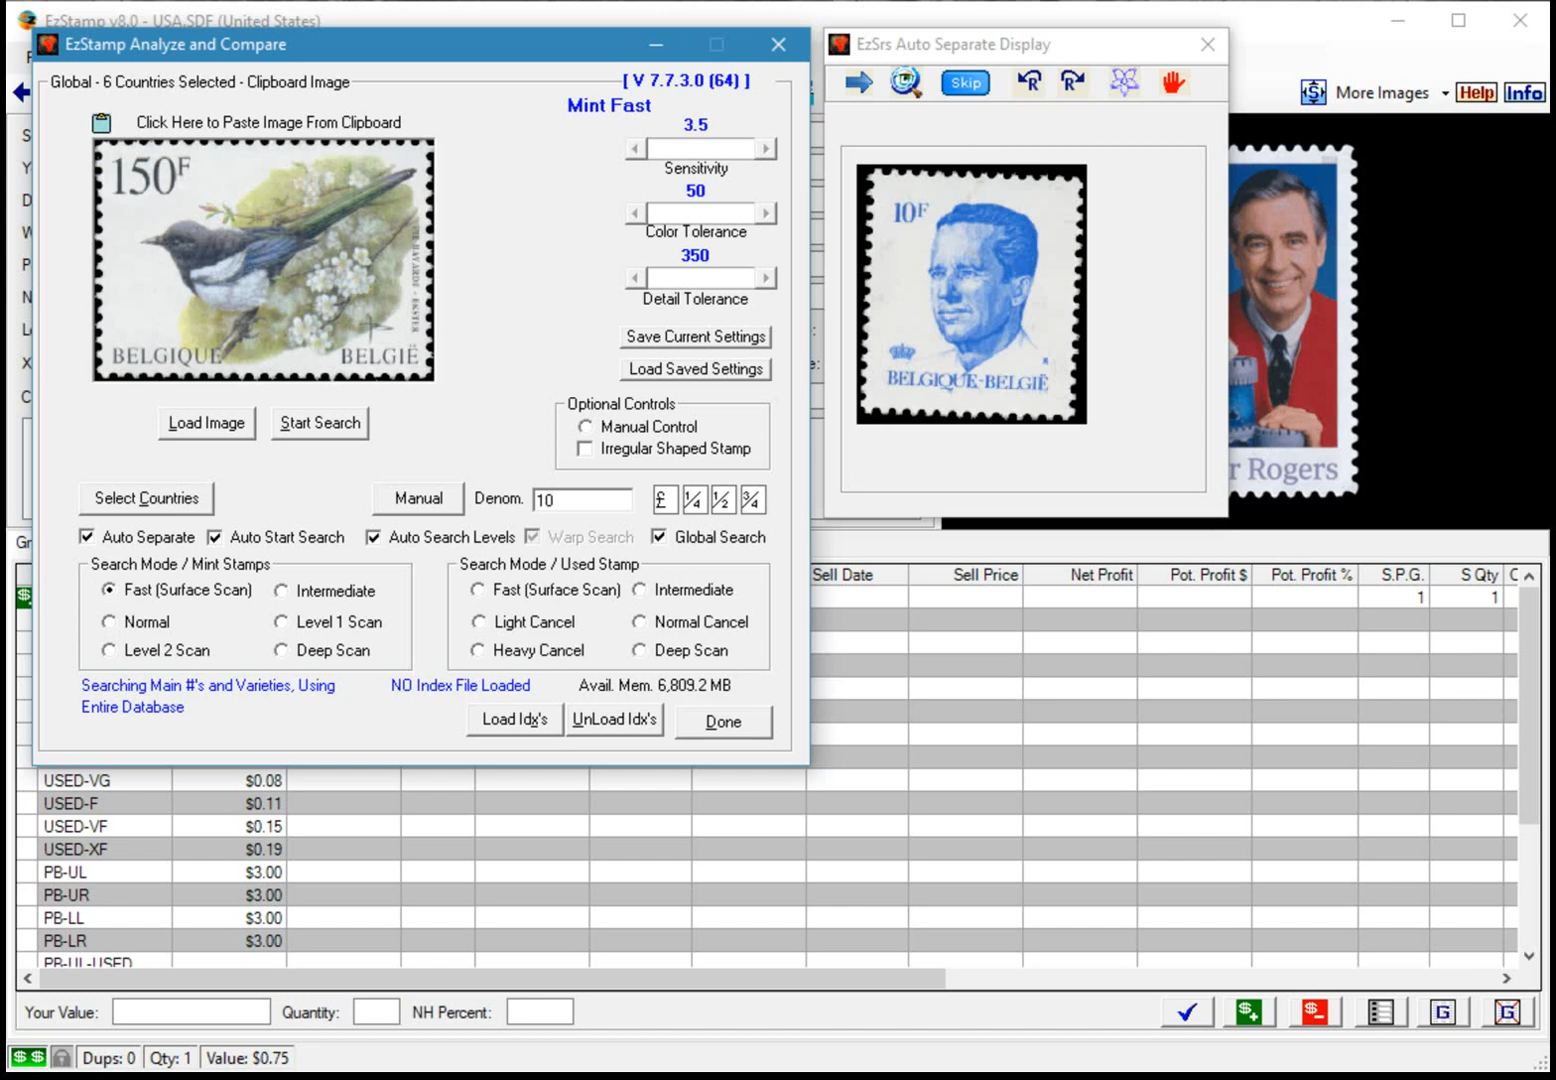 EzStamp v8.0 - USA.SDF (United States)
EzStamp Analyze and Compare
EzSrs Auto Separate Display
Global - 6 Countries Selected - Clipboard Image
[ V 7.7.3.0 (64) ]
Mint Fast
Skip
More Images
Help
Info
Click Here to Paste Image From Clipboard
3.5
Sensitivity
50
Color Tolerance
350
Detail Tolerance
Save Current Settings
Load Saved Settings
150F
BELGIQUE BELGIË
10F
BELGIQUE-BELGIË
r Rogers
Load Image
Start Search
Optional Controls
Manual Control
Irregular Shaped Stamp
Select Countries
Manual
Denom.
10
£
1/4
1/2
3/4
Auto Separate
Auto Start Search
Auto Search Levels
Warp Search
Global Search
Search Mode / Mint Stamps
Fast (Surface Scan)
Intermediate
Normal
Level 1 Scan
Level 2 Scan
Deep Scan
Search Mode / Used Stamp
Fast (Surface Scan)
Intermediate
Light Cancel
Normal Cancel
Heavy Cancel
Deep Scan
Searching Main #'s and Varieties, Using
Entire Database
NO Index File Loaded
Avail. Mem. 6,809.2 MB
Load Idx's
UnLoad Idx's
Done
Sell Date
Sell Price
Net Profit
Pot. Profit $
Pot. Profit %
S.P.G.
S Qty
1
1
USED-VG $0.08
USED-F $0.11
USED-VF $0.15
USED-XF $0.19
PB-UL $3.00
PB-UR $3.00
PB-LL $3.00
PB-LR $3.00
PB-UL-USED
Your Value:
Quantity:
NH Percent:
Dups: 0
Qty: 1
Value: $0.75